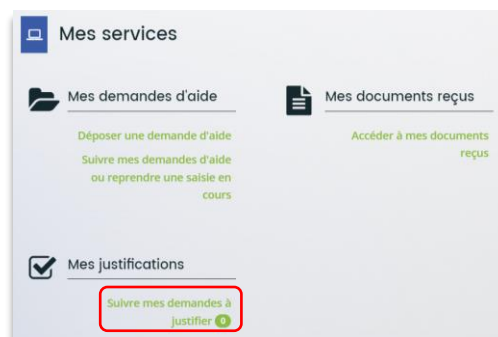 Mes services
Mes demandes d'aide
Déposer une demande d'aide
Suivre mes demandes d'aide
ou reprendre une saisie en
cours
Mes documents reçus
Accéder à mes documents
reçus
Mes justifications
Suivre mes demandes à
justifier 0